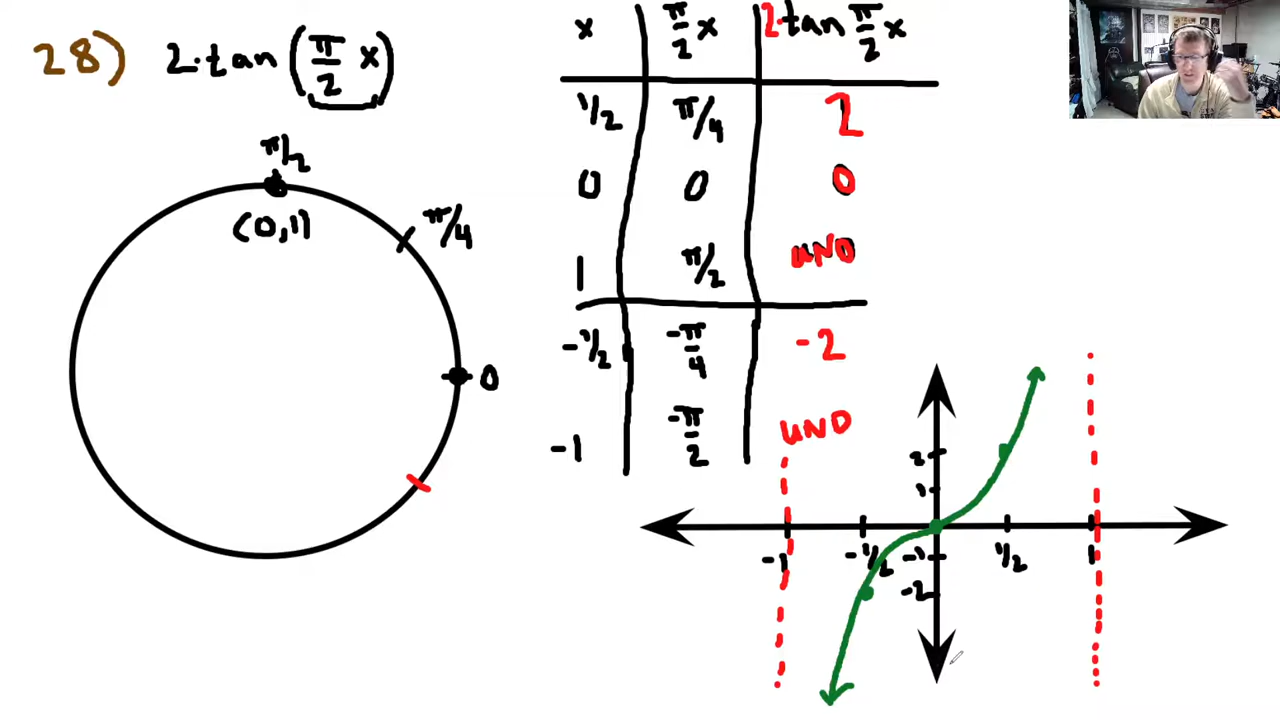 28) 2·tan(π/2 x)
x π/2 x 2·tan π/2 x
1/2 π/4 2
0 0 0
1 π/2 UND
-1/2 -π/4 -2
-1 -π/2 UND
π/2
(0,1)
π/4
0
2
1
-1 -1/2 1/2 1
-1
-2